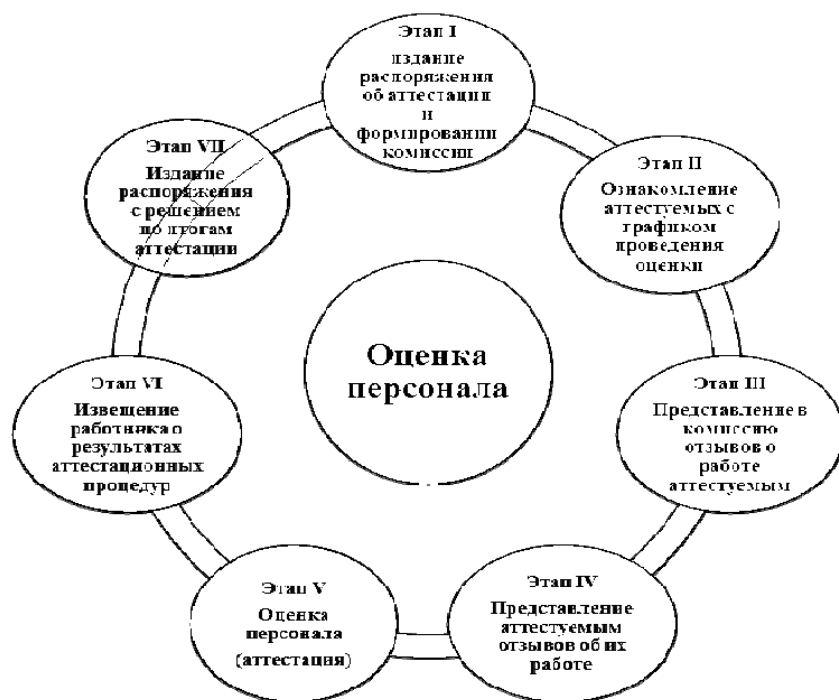 Этап I
издание
распоряжения
об аттестации
и
формировании
комиссии
Этап II
Ознакомление
аттестуемых с
графиком
проведения
оценки
Этап III
Представление в
комиссию
отзывов о
работе
аттестуемым
Этап IV
Представление
аттестуемым
отзывов об их
работе
Этап V
Оценка
персонала
(аттестация)
Этап VI
Извещение
работника о
результатах
аттестационных
процедур
Этап VII
Издание
распоряжения
с решением
по итогам
аттестации
Оценка
персонала